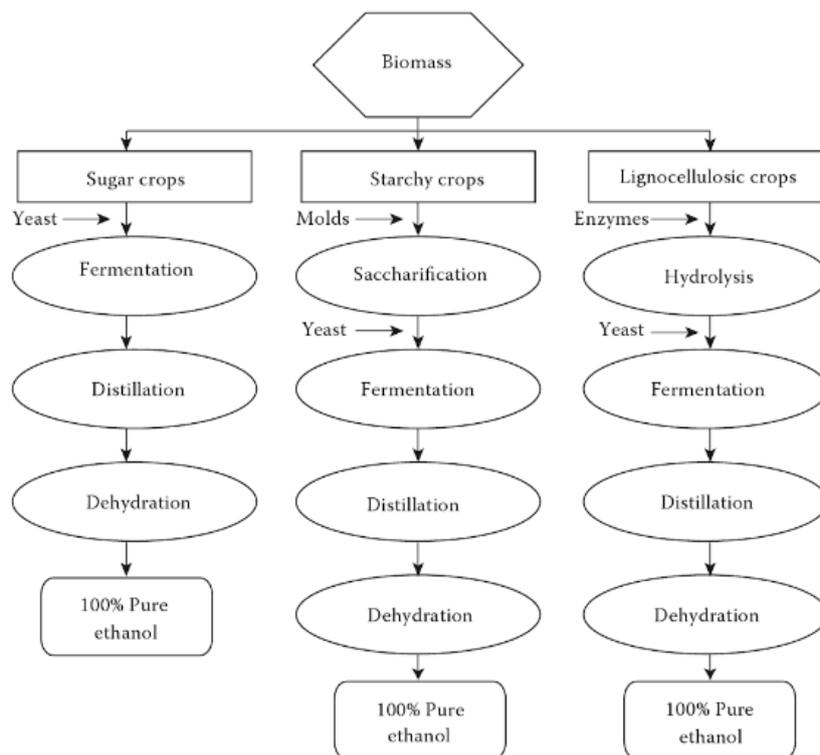 Biomass
Sugar crops
Starchy crops
Lignocellulosic crops
Yeast
Molds
Enzymes
Fermentation
Saccharification
Hydrolysis
Yeast
Yeast
Distillation
Fermentation
Fermentation
Dehydration
Distillation
Distillation
100% Pure
ethanol
Dehydration
Dehydration
100% Pure
ethanol
100% Pure
ethanol